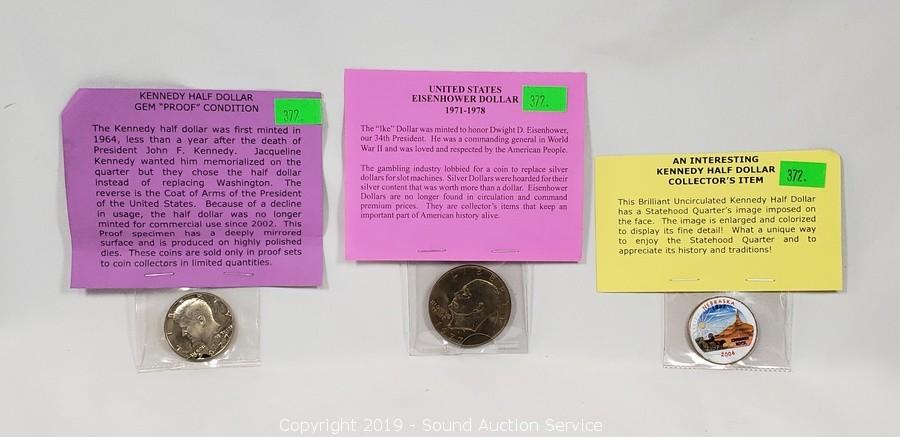 KENNEDY HALF DOLLAR
GEM "PROOF" CONDITION
372.
The Kennedy half dollar was first minted in
1964, less than a year after the death of
President John F. Kennedy. Jacqueline
Kennedy wanted him memorialized on the
quarter but they chose the half dollar
instead of replacing Washington. The
reverse is the Coat of Arms of the President
of the United States. Because of a decline
in usage, the half dollar was no longer
minted for commercial use since 2002. This
Proof specimen has a deeply mirrored
surface and is produced on highly polished
dies. These coins are sold only in proof sets
to coin collectors in limited quantities.
UNITED STATES
EISENHOWER DOLLAR
1971-1978
372.
The "Ike" Dollar was minted to honor Dwight D. Eisenhower,
our 34th President. He was a commanding general in World
War II and was loved and respected by the American People.
The gambling industry lobbied for a coin to replace silver
dollars for slot machines. Silver Dollars were hoarded for their
silver content that was worth more than a dollar. Eisenhower
Dollars are no longer found in circulation and command
premium prices. They are collector's items that keep an
important part of American history alive.
AN INTERESTING
KENNEDY HALF DOLLAR
COLLECTOR'S ITEM
372.
This Brilliant Uncirculated Kennedy Half Dollar
has a Statehood Quarter's image imposed on
the face. The image is enlarged and colorized
to display its fine detail! What a unique way
to enjoy the Statehood Quarter and to
appreciate its history and traditions!
NEBRASKA
2006
Copyright 2019 - Sound Auction Service